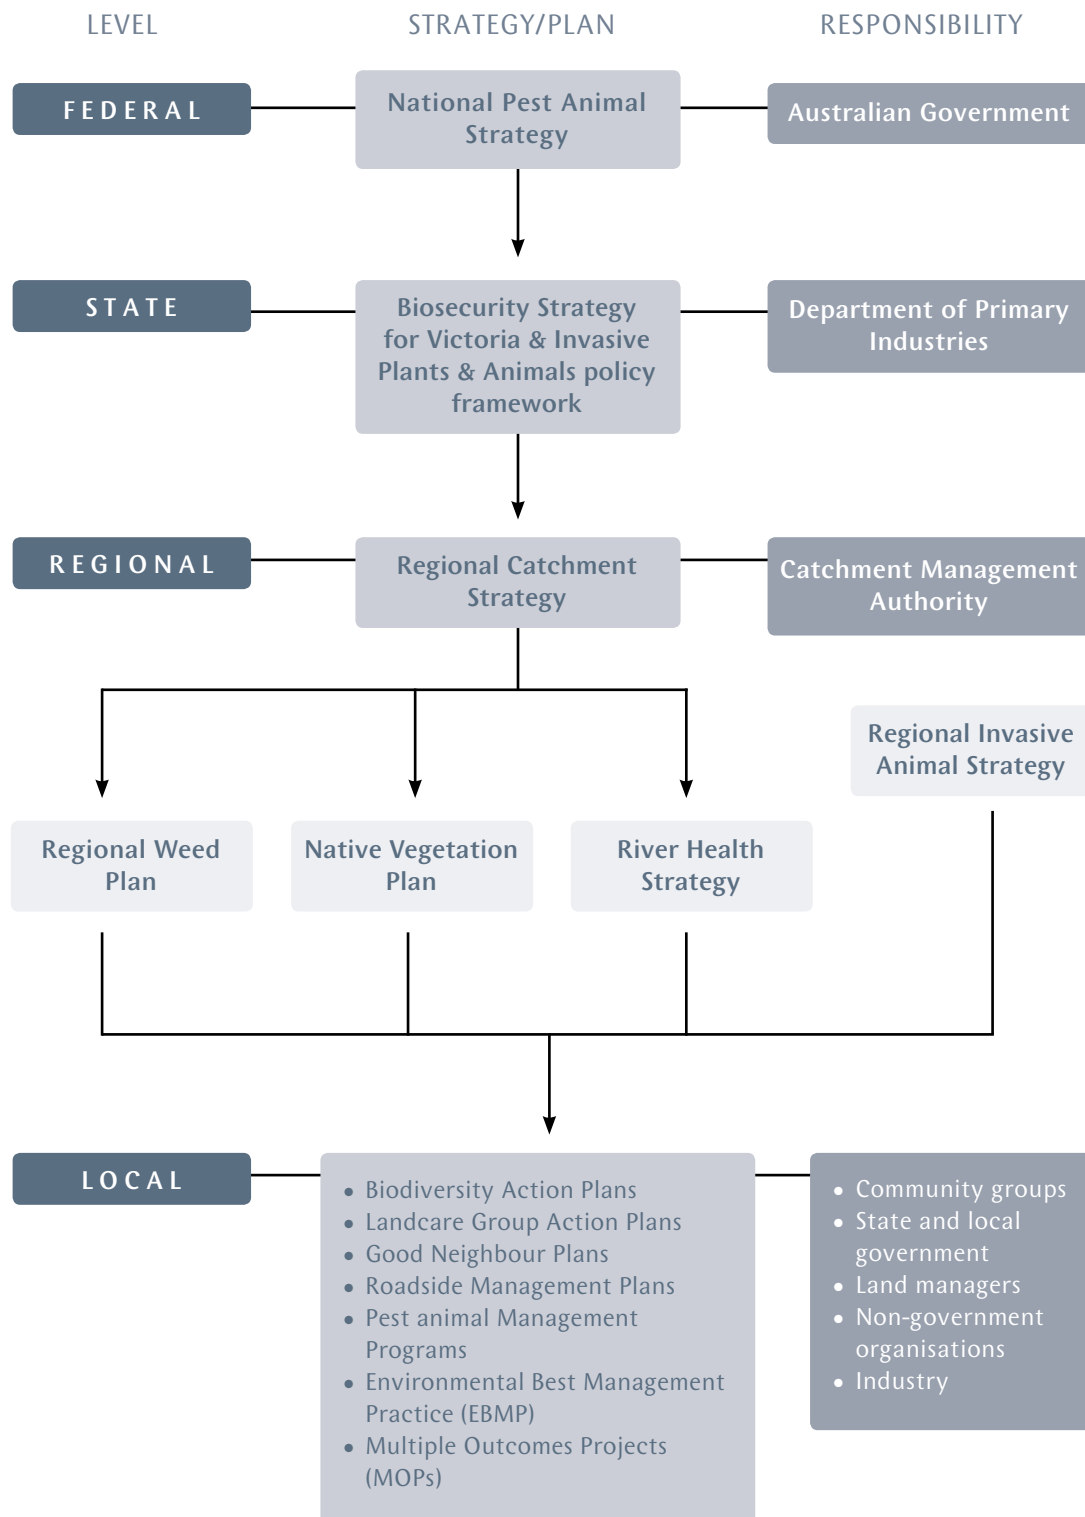 LEVEL
STRATEGY/PLAN
RESPONSIBILITY
FEDERAL
National Pest Animal
Strategy
Australian Government
STATE
Biosecurity Strategy
for Victoria & Invasive
Plants & Animals policy
framework
Department of Primary
Industries
REGIONAL
Regional Catchment
Strategy
Catchment Management
Authority
Regional Invasive
Animal Strategy
Regional Weed
Plan
Native Vegetation
Plan
River Health
Strategy
LOCAL
• Biodiversity Action Plans
• Landcare Group Action Plans
• Good Neighbour Plans
• Roadside Management Plans
• Pest animal Management
Programs
• Environmental Best Management
Practice (EBMP)
• Multiple Outcomes Projects
(MOPs)
• Community groups
• State and local
government
• Land managers
• Non-government
organisations
• Industry